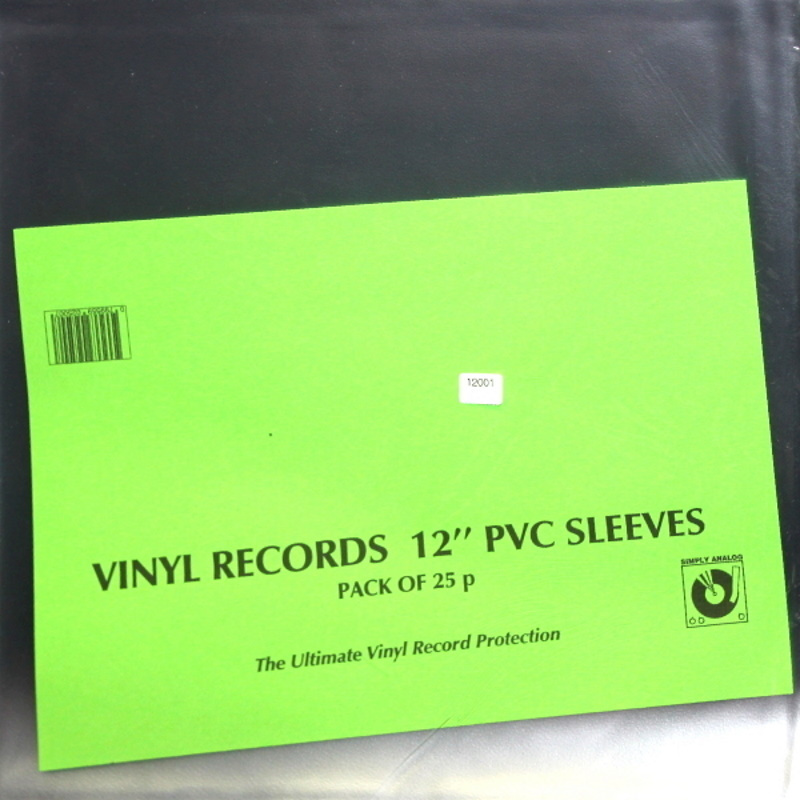 12001
VINYL RECORDS 12″ PVC SLEEVES
PACK OF 25 p
SIMPLY ANALOG
The Ultimate Vinyl Record Protection